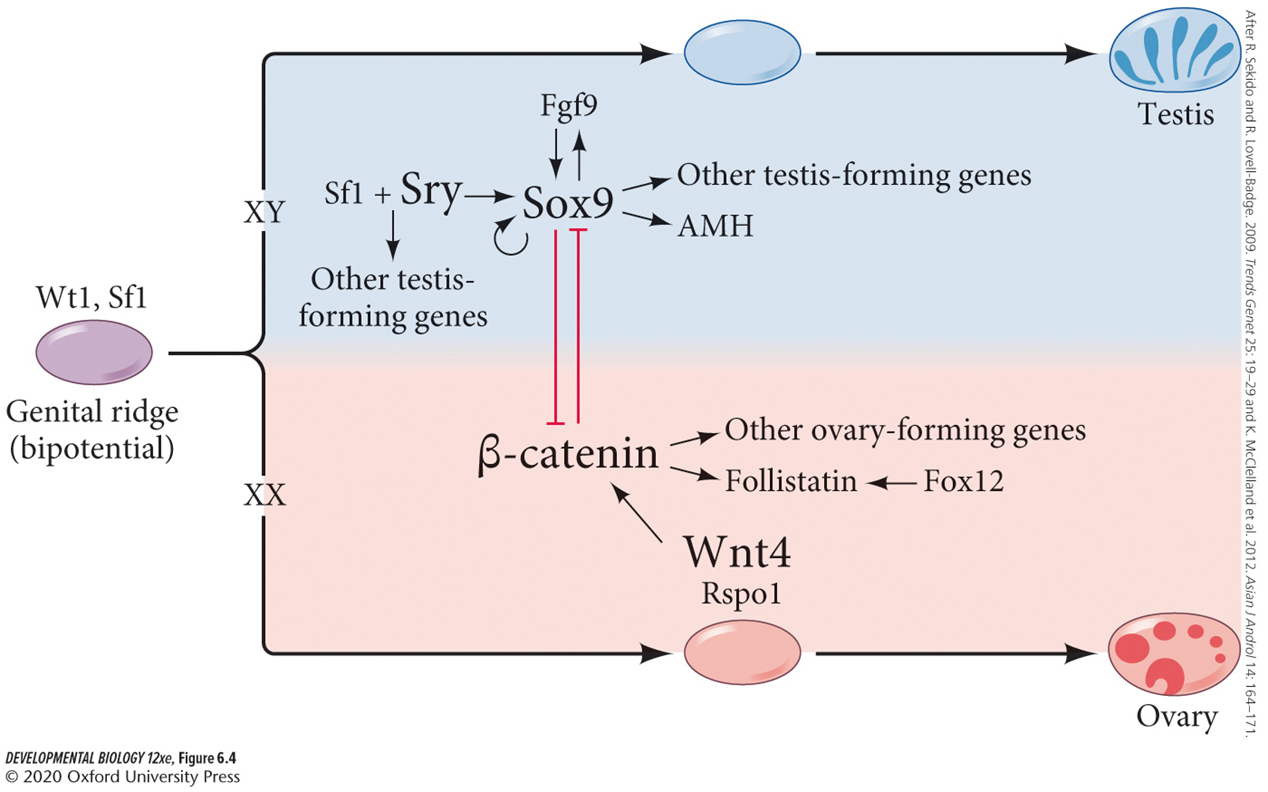 Fgf9
Testis
Sf1 + Sry
Sox9
Other testis-forming genes
AMH
XY
Other testis-
forming genes
Wt1, Sf1
Genital ridge
(bipotential)
β-catenin
Other ovary-forming genes
Follistatin
Fox12
XX
Wnt4
Rspo1
Ovary
DEVELOPMENTAL BIOLOGY 12xe, Figure 6.4
© 2020 Oxford University Press
After R. Sekido and R. Lovell-Badge. 2009. Trends Genet 25: 19–29 and K. McClelland et al. 2012. Asian J Androl 14: 164–171.